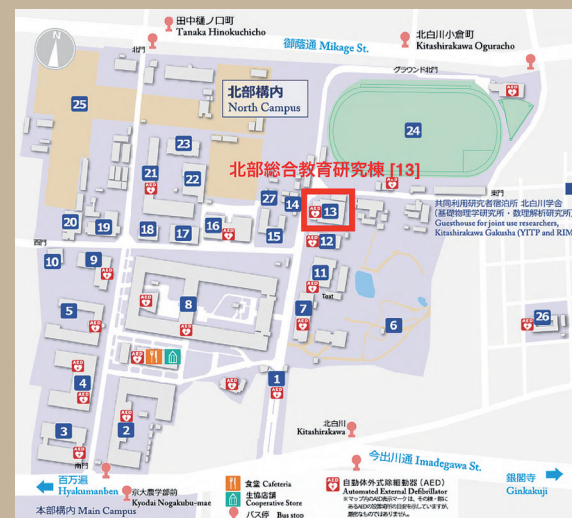 田中樋ノ口町
Tanaka Hinokuchicho
北白川小倉町
Kitashirakawa Oguracho
御蔭通 Mikage St.
N
北門
グラウンド北門
北部構内
North Campus
25
24
23
21
22
北部総合教育研究棟 [13]
AED
東門
27
14
13
20
19
18
17
16
15
12
共同利用研究者宿泊所 北白川学舎
(基礎物理学研究所・数理解析研究所)
Guesthouse for joint use researchers,
Kitashirakawa Gakusha (YITP and RIM
西門
10
9
11
Text
8
5
7
6
26
4
1
3
2
北白川
Kitashirakawa
南門
今出川通 Imadegawa St.
百万遍
Hyakumanben
京大農学部前
Kyodai Nogakubu-mae
銀閣寺
Ginkakuji
本部構内 Main Campus
食堂 Cafeteria
生協店舗
Cooperative Store
バス停 Bus stop
自動体外式除細動器 (AED)
Automated External Defibrillator